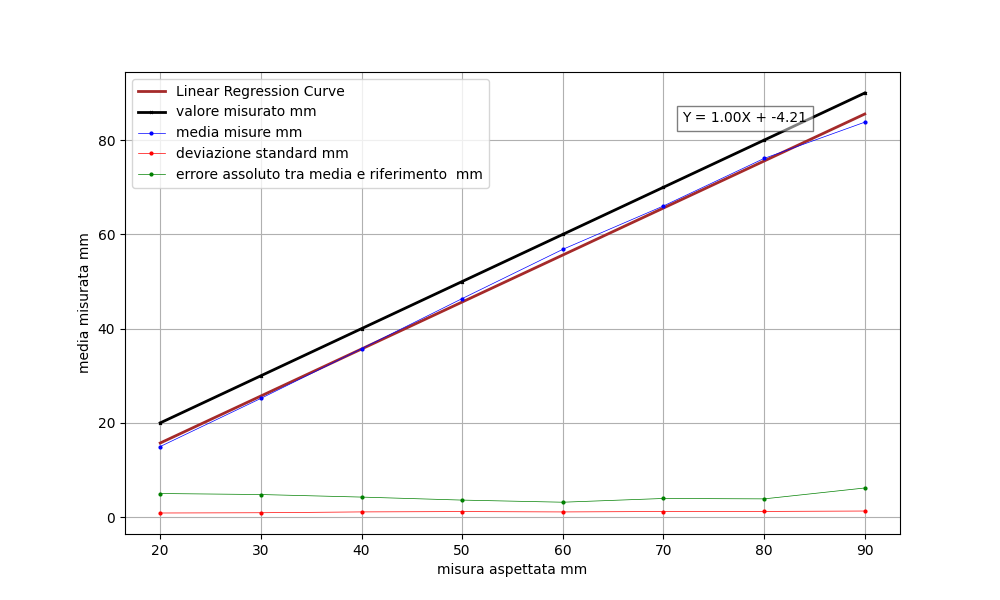 Linear Regression Curve
valore misurato mm
media misure mm
deviazione standard mm
errore assoluto tra media e riferimento  mm
Y = 1.00X + -4.21
80
60
40
20
0
media misurata mm
20 30 40 50 60 70 80 90
misura aspettata mm